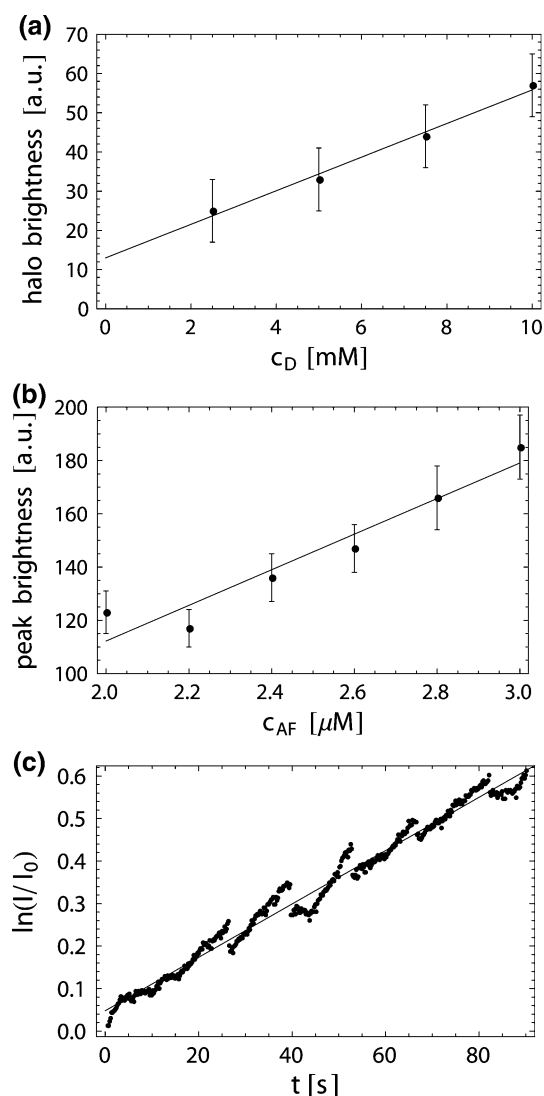 (a)
halo brightness [a.u.]
70
60
50
40
30
20
10
0
0 2 4 6 8 10
c_D [mM]
(b)
peak brightness [a.u.]
200
180
160
140
120
100
2.0 2.2 2.4 2.6 2.8 3.0
c_AF [μM]
(c)
ln(I/I_0)
0.6
0.5
0.4
0.3
0.2
0.1
0.0
0 20 40 60 80
t [s]